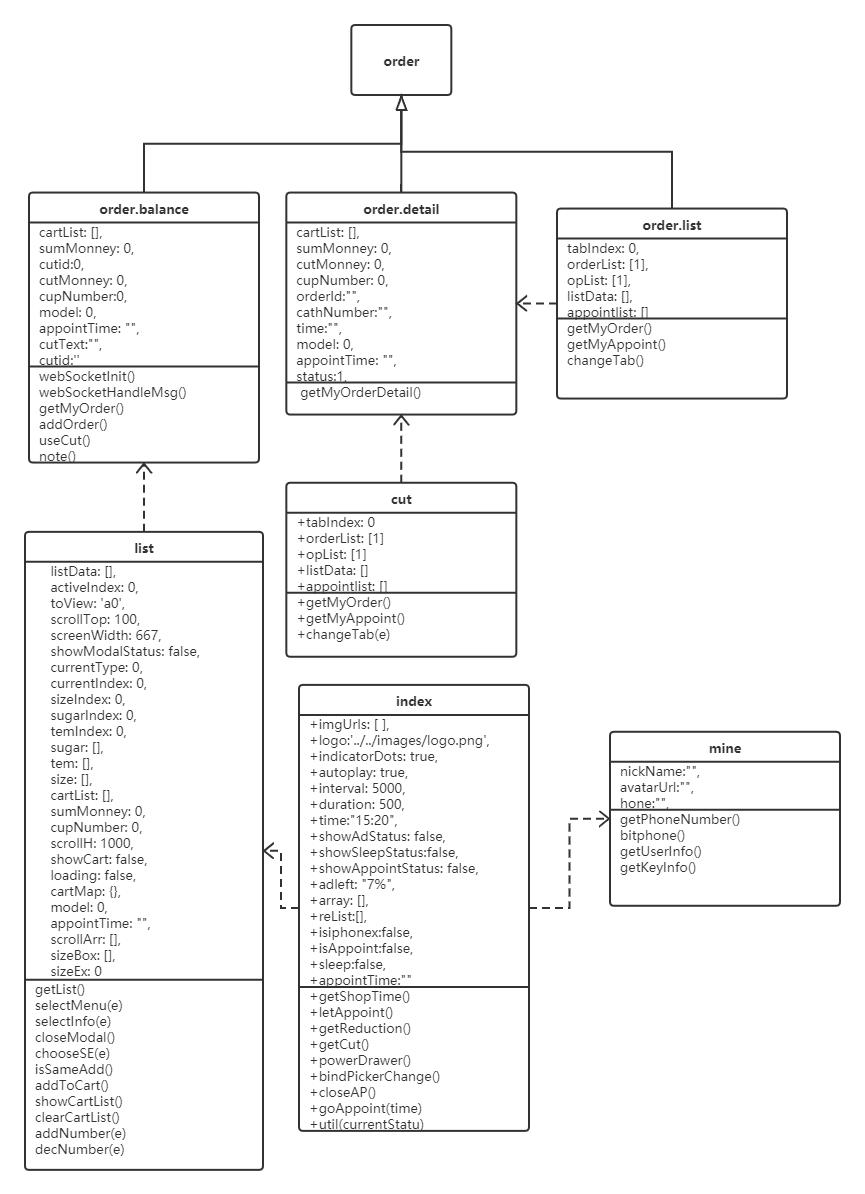 order
order.balance
cartList: [],
sumMonney: 0,
cutid:0,
cutMonney: 0,
cupNumber:0,
model: 0,
appointTime: "",
cutText:"",
cutid:''
webSocketInit()
webSocketHandleMsg()
getMyOrder()
addOrder()
useCut()
note()
order.detail
cartList: [],
sumMonney: 0,
cutMonney: 0,
cupNumber: 0,
orderId:"",
cathNumber:"",
time:"",
model: 0,
appointTime: "",
status:1,
getMyOrderDetail()
order.list
tabIndex: 0,
orderList: [1],
opList: [1],
listData: [],
appointlist: []
getMyOrder()
getMyAppoint()
changeTab()
cut
+tabIndex: 0
+orderList: [1]
+opList: [1]
+listData: []
+appointlist: []
+getMyOrder()
+getMyAppoint()
+changeTab(e)
list
listData: [],
activeIndex: 0,
toView: 'a0',
scrollTop: 100,
screenWidth: 667,
showModalStatus: false,
currentType: 0,
currentIndex: 0,
sizeIndex: 0,
sugarIndex: 0,
temIndex: 0,
sugar: [],
tem: [],
size: [],
cartList: [],
sumMonney: 0,
cupNumber: 0,
scrollH: 1000,
showCart: false,
loading: false,
cartMap: {},
model: 0,
appointTime: "",
scrollArr: [],
sizeBox: [],
sizeEx: 0
getList()
selectMenu(e)
selectInfo(e)
closeModal()
chooseSE(e)
isSameAdd()
addToCart()
showCartList()
clearCartList()
addNumber(e)
decNumber(e)
index
+imgUrls: [ ],
+logo:'../../images/logo.png',
+indicatorDots: true,
+autoplay: true,
+interval: 5000,
+duration: 500,
+time:"15:20",
+showAdStatus: false,
+showSleepStatus:false,
+showAppointStatus: false,
+adleft: "7%",
+array: [],
+reList:[],
+isiphonex:false,
+isAppoint:false,
+sleep:false,
+appointTime:""
+getShopTime()
+letAppoint()
+getReduction()
+getCut()
+powerDrawer()
+bindPickerChange()
+closeAP()
+goAppoint(time)
+util(currentStatu)
mine
nickName:"",
avatarUrl:"",
hone:"",
getPhoneNumber()
bitphone()
getUserInfo()
getKeyInfo()